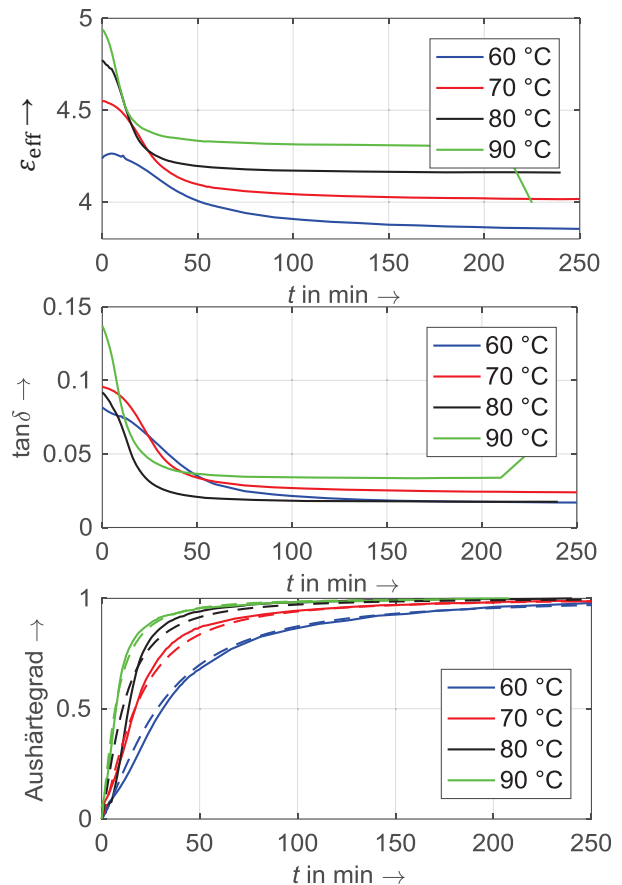 5
4.5
4
εeff →
60 °C
70 °C
80 °C
90 °C
0 50 100 150 200 250
t in min →
0.15
0.1
0.05
0
tanδ →
60 °C
70 °C
80 °C
90 °C
0 50 100 150 200 250
t in min →
1
0.5
0
Aushärtegrad →
60 °C
70 °C
80 °C
90 °C
0 50 100 150 200 250
t in min →